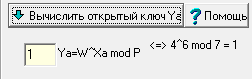 Вычислить открытый ключ Ya ? Помощь
1 Ya=W^Xa mod P <=> 4^6 mod 7 = 1